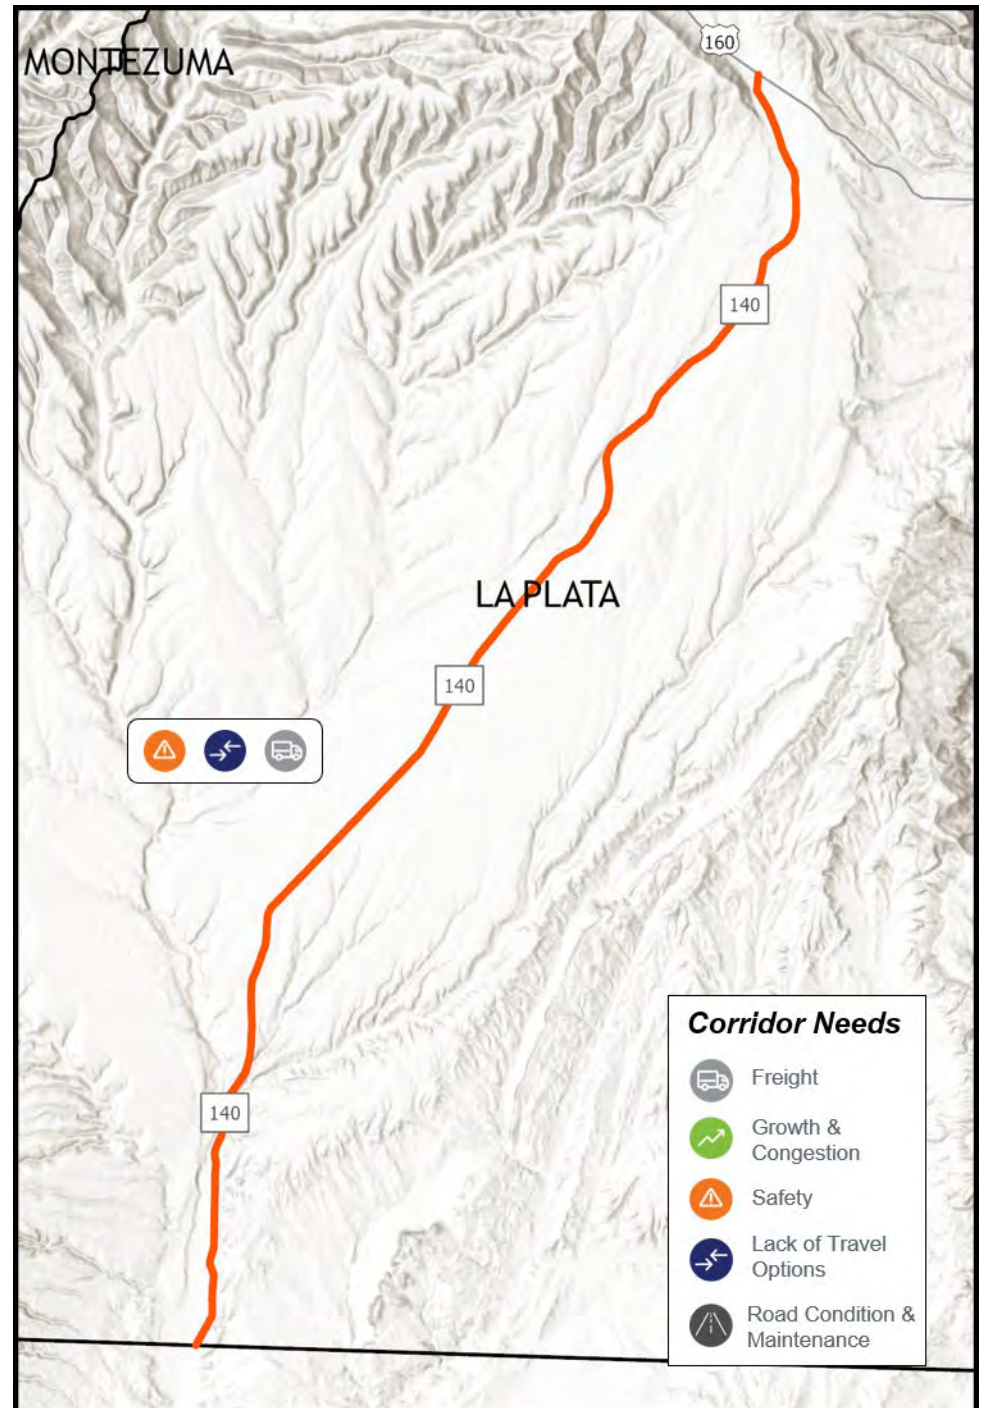 160
MONTEZUMA
140
LA PLATA
140
140
Corridor Needs
Freight
Growth &
Congestion
Safety
Lack of Travel
Options
Road Condition &
Maintenance